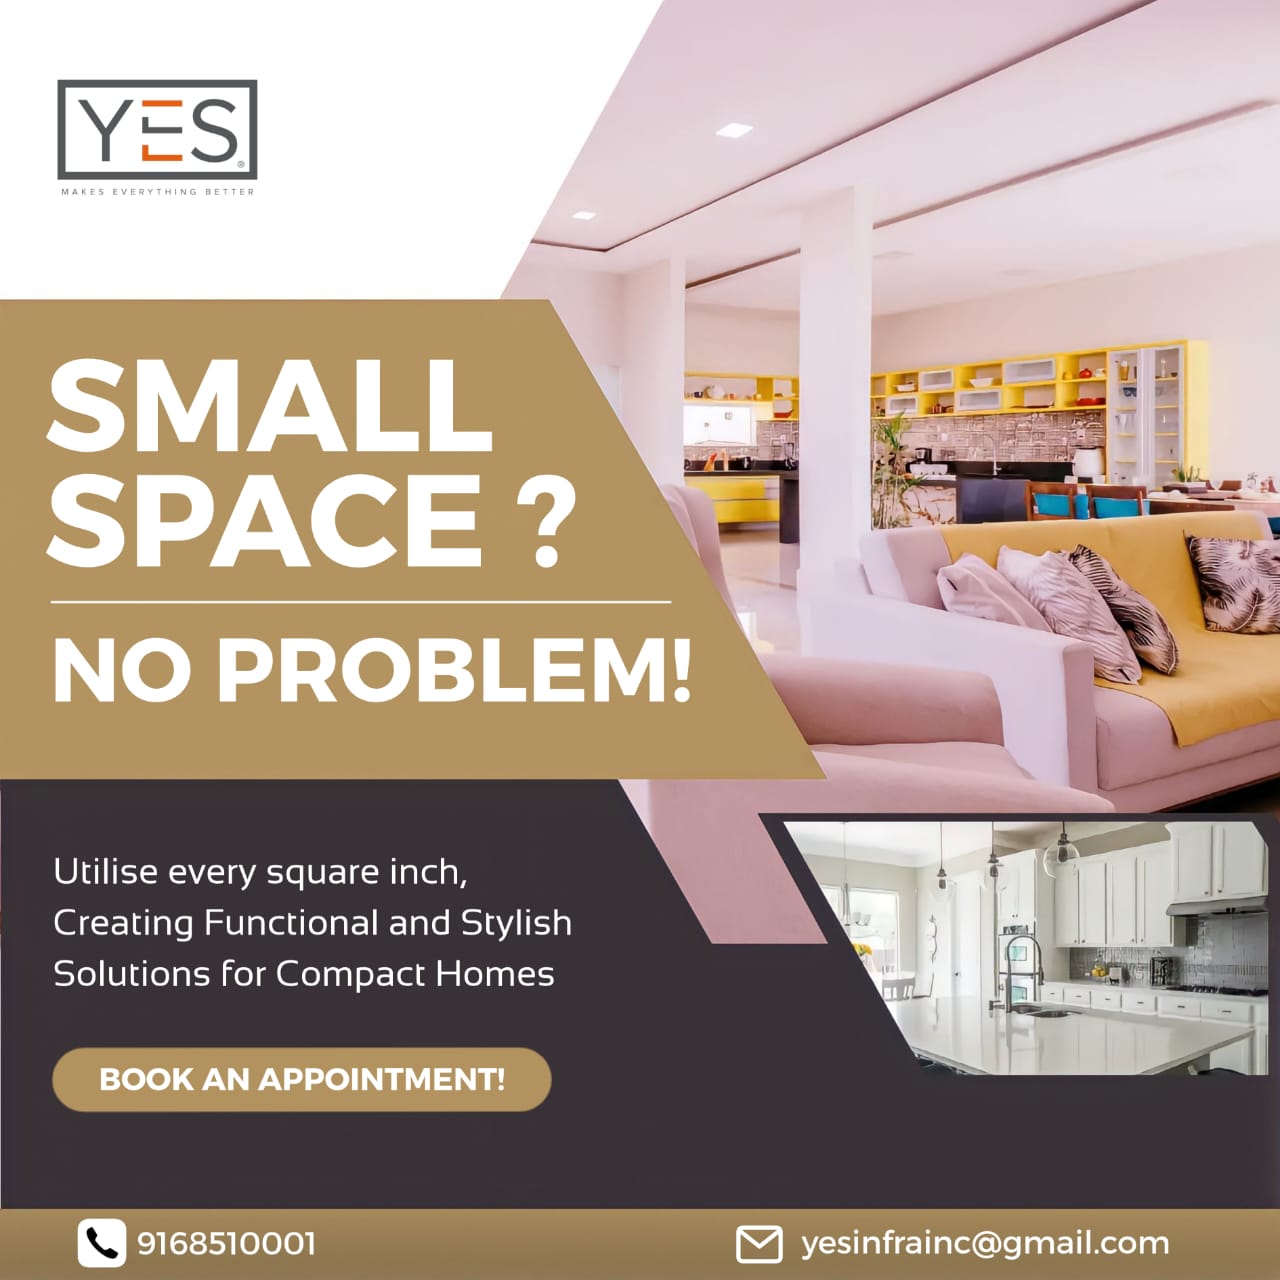 YES®
MAKES EVERYTHING BETTER
SMALL
SPACE ?
NO PROBLEM!
Utilise every square inch,
Creating Functional and Stylish
Solutions for Compact Homes
BOOK AN APPOINTMENT!
9168510001
yesinfrainc@gmail.com